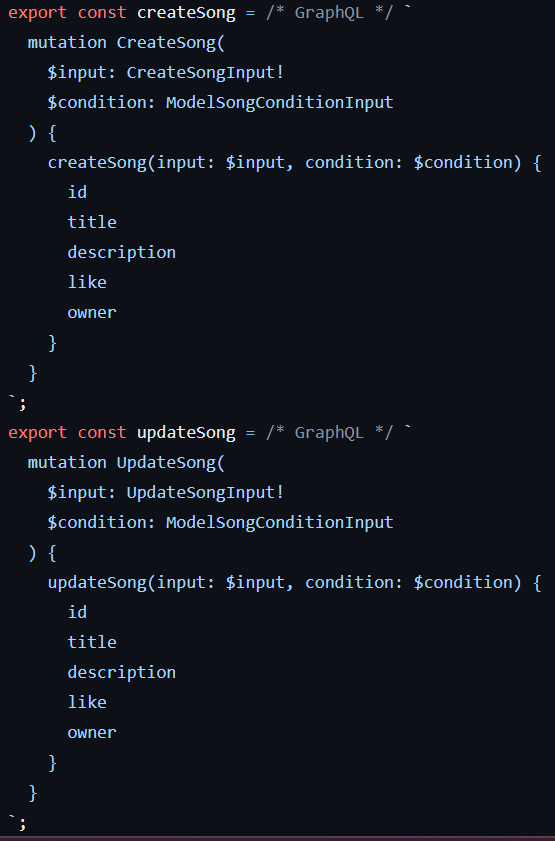 export const createSong = /* GraphQL */ `
  mutation CreateSong(
    $input: CreateSongInput!
    $condition: ModelSongConditionInput
  ) {
    createSong(input: $input, condition: $condition) {
      id
      title
      description
      like
      owner
    }
  }
`;
export const updateSong = /* GraphQL */ `
  mutation UpdateSong(
    $input: UpdateSongInput!
    $condition: ModelSongConditionInput
  ) {
    updateSong(input: $input, condition: $condition) {
      id
      title
      description
      like
      owner
    }
  }
`;